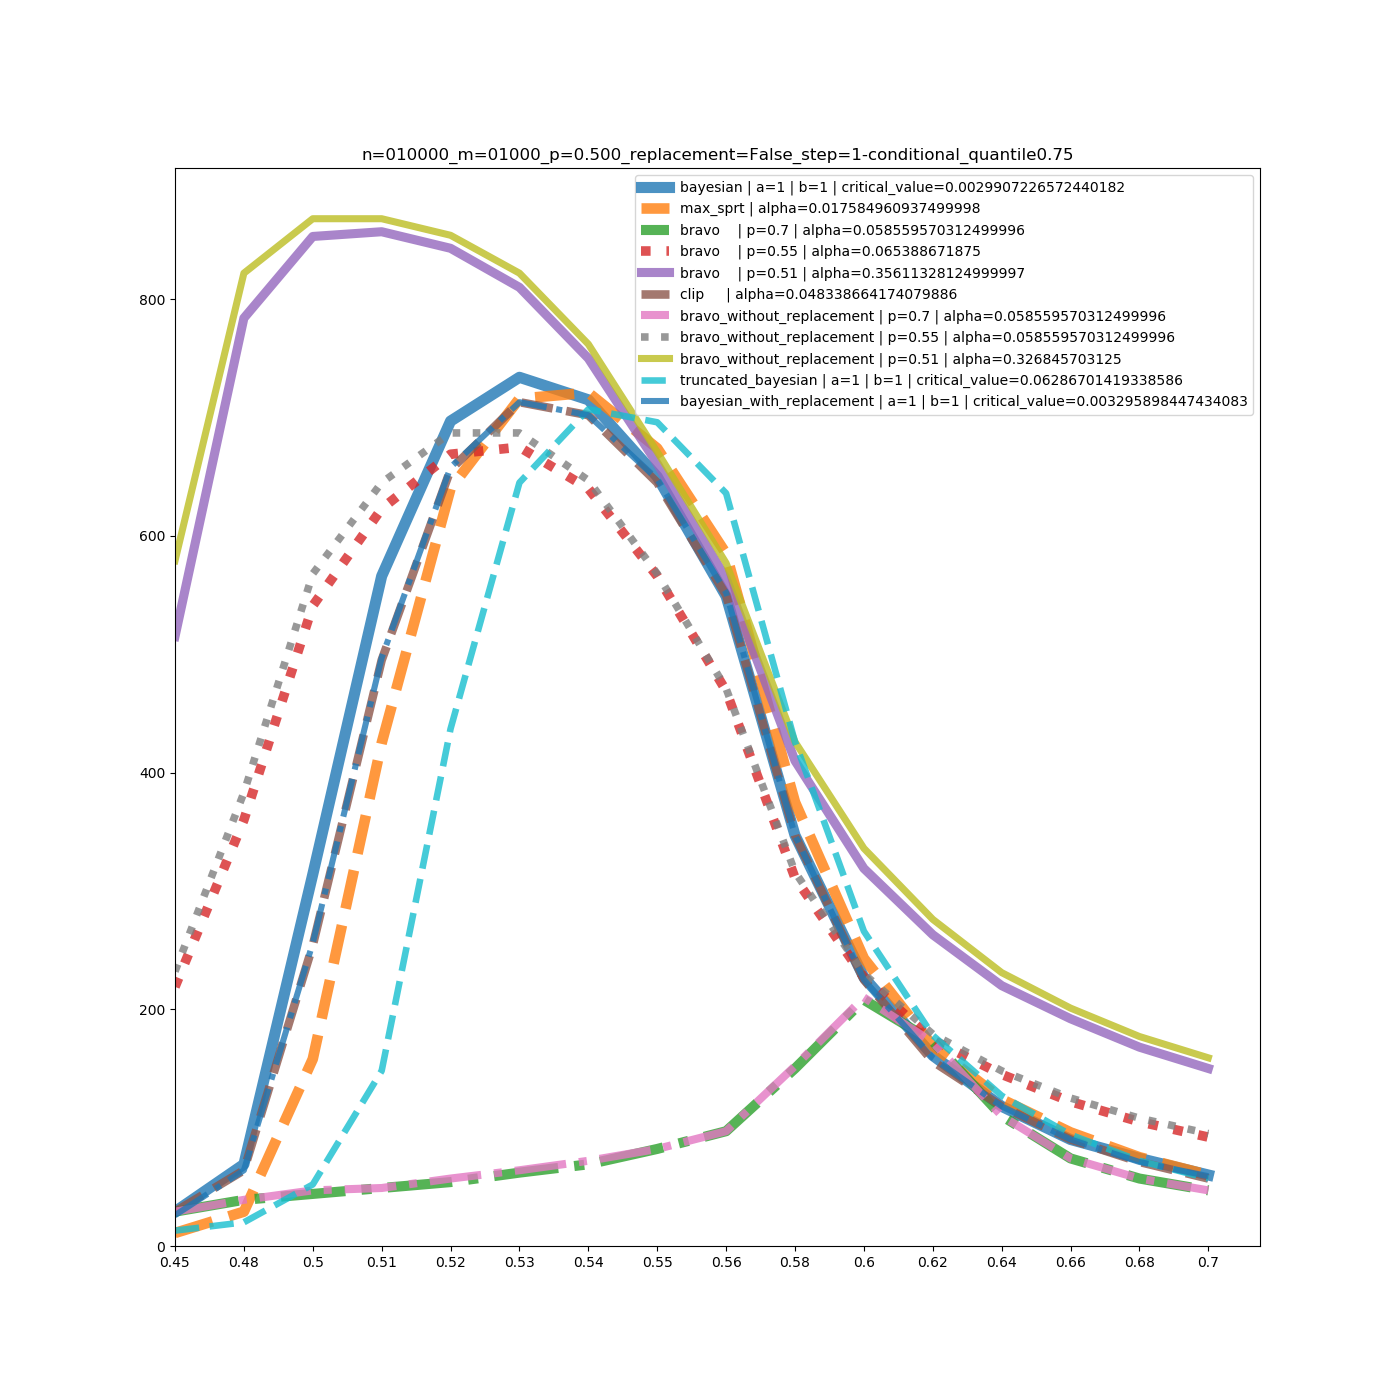 n=010000_m=01000_p=0.500_replacement=False_step=1-conditional_quantile0.75
bayesian | a=1 | b=1 | critical_value=0.0029907226572440182
max_sprt | alpha=0.017584960937499998
bravo    | p=0.7 | alpha=0.058559570312499996
bravo    | p=0.55 | alpha=0.065388671875
bravo    | p=0.51 | alpha=0.35611328124999997
clip     | alpha=0.048338664174079886
bravo_without_replacement | p=0.7 | alpha=0.058559570312499996
bravo_without_replacement | p=0.55 | alpha=0.058559570312499996
bravo_without_replacement | p=0.51 | alpha=0.326845703125
truncated_bayesian | a=1 | b=1 | critical_value=0.06286701419338586
bayesian_with_replacement | a=1 | b=1 | critical_value=0.003295898447434083
800
600
400
200
0
0.45 0.48 0.5 0.51 0.52 0.53 0.54 0.55 0.56 0.58 0.6 0.62 0.64 0.66 0.68 0.7